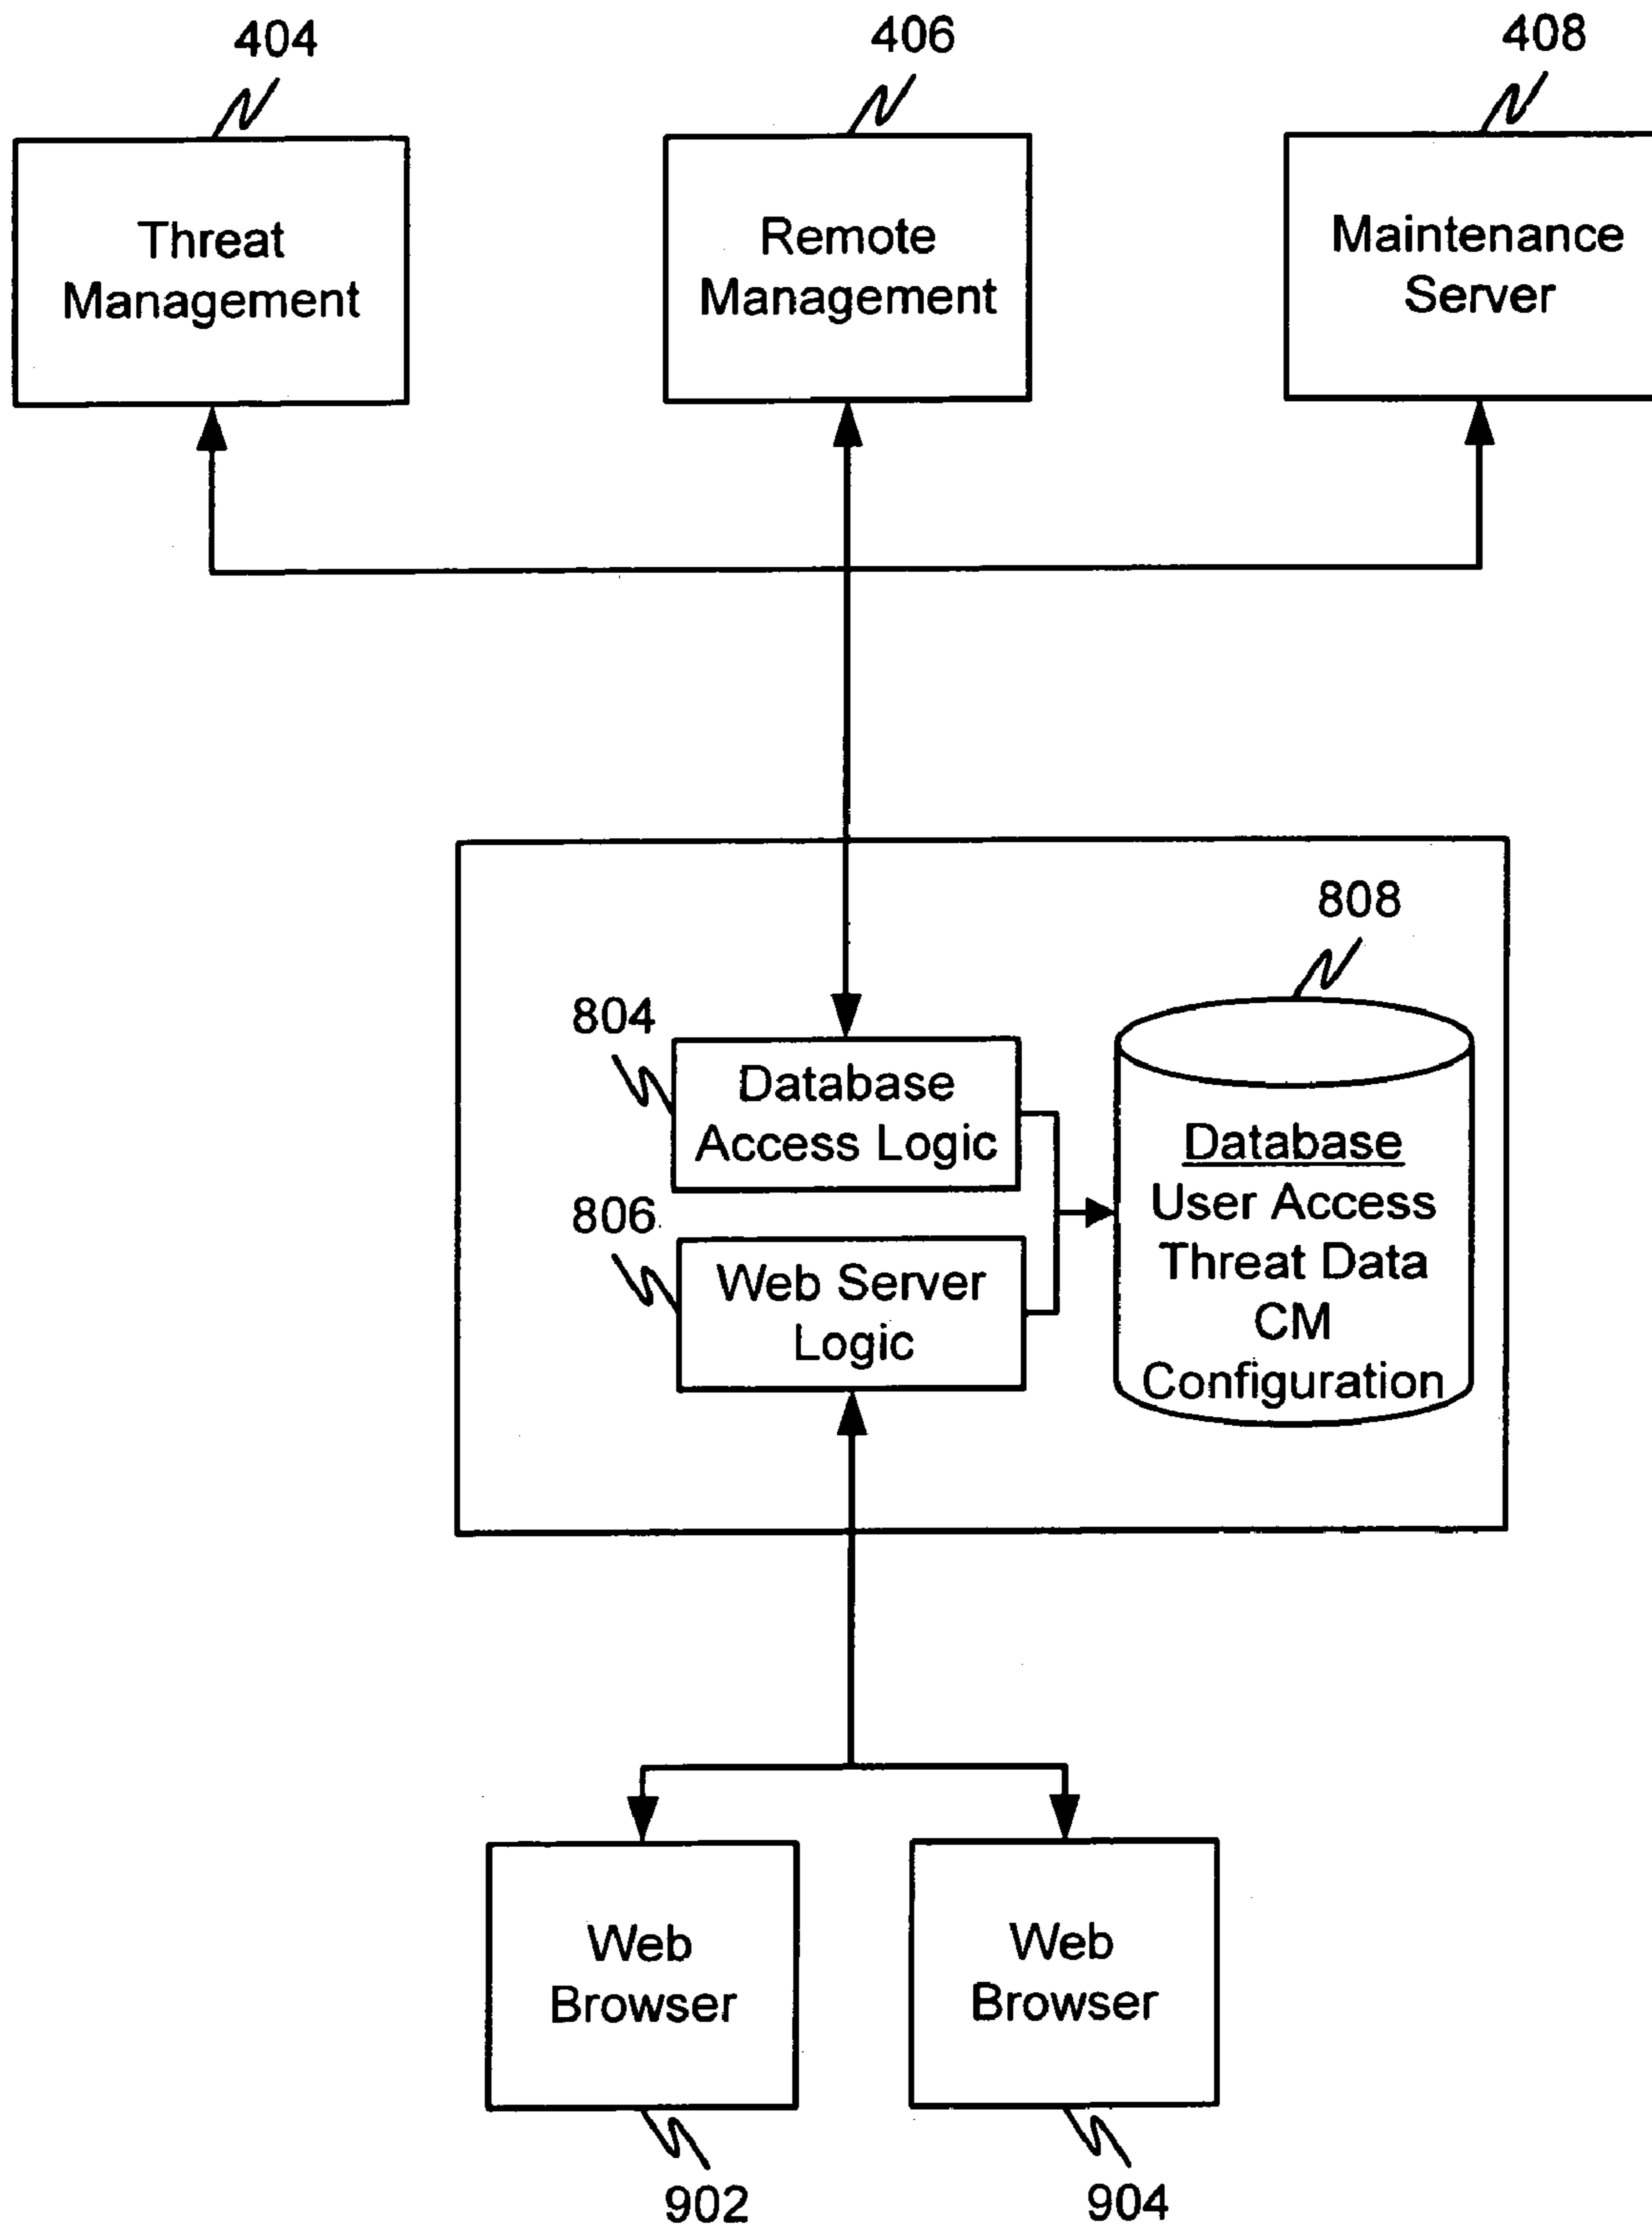 404
406
408
Threat
Management
Remote
Management
Maintenance
Server
808
804
Database
Access Logic
806
Web Server
Logic
Database
User Access
Threat Data
CM
Configuration
Web
Browser
Web
Browser
902
904